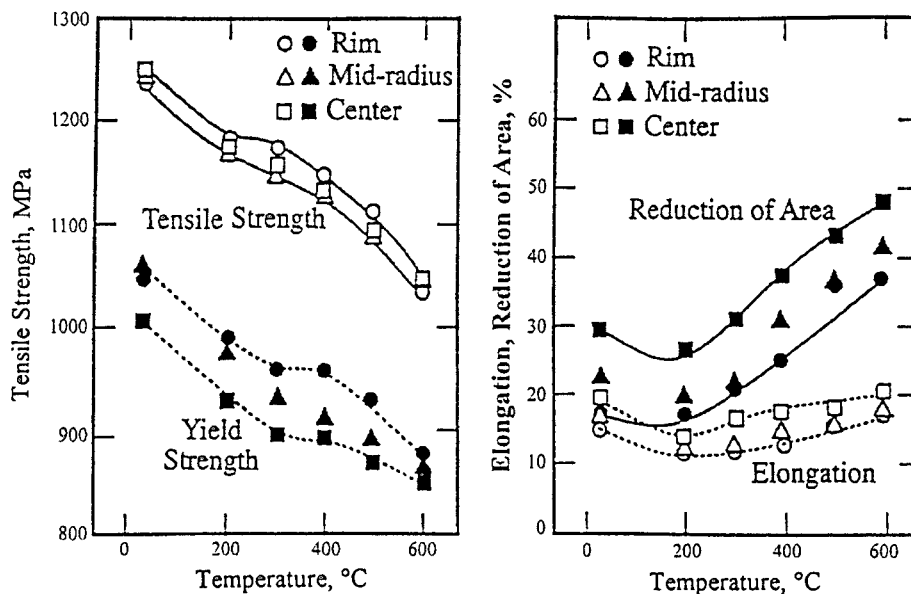 Tensile Strength, MPa
1300
1200
1100
1000
900
800
Rim
Mid-radius
Center
Tensile Strength
Yield
Strength
0 200 400 600
Temperature, °C
Elongation, Reduction of Area, %
60
50
40
30
20
10
0
Rim
Mid-radius
Center
Reduction of Area
Elongation
0 200 400 600
Temperature, °C